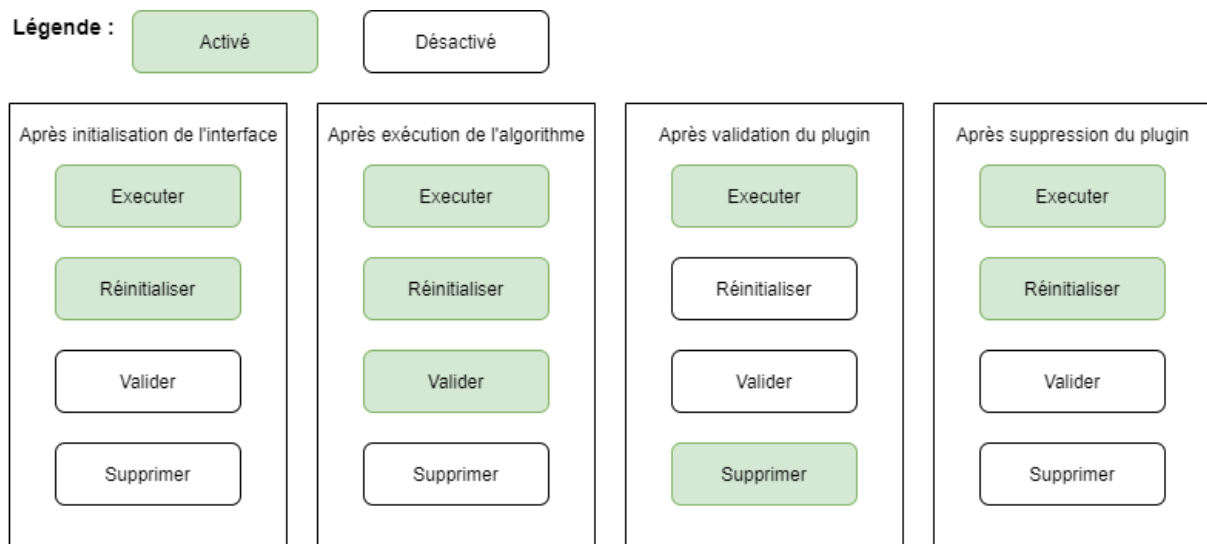 Légende :
Activé
Désactivé
Après initialisation de l'interface
Executer
Réinitialiser
Valider
Supprimer
Après exécution de l'algorithme
Executer
Réinitialiser
Valider
Supprimer
Après validation du plugin
Executer
Réinitialiser
Valider
Supprimer
Après suppression du plugin
Executer
Réinitialiser
Valider
Supprimer